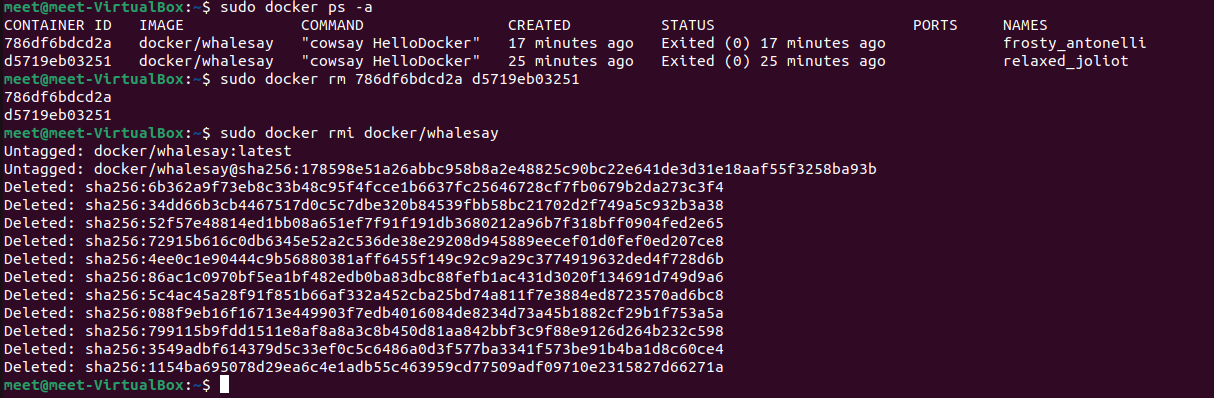 meet@meet-VirtualBox:~$ sudo docker ps -a
CONTAINER ID   IMAGE             COMMAND                CREATED          STATUS                      PORTS     NAMES
786df6bdcd2a   docker/whalesay   "cowsay HelloDocker"   17 minutes ago   Exited (0) 17 minutes ago             frosty_antonelli
d5719eb03251   docker/whalesay   "cowsay HelloDocker"   25 minutes ago   Exited (0) 25 minutes ago             relaxed_joliot
meet@meet-VirtualBox:~$ sudo docker rm 786df6bdcd2a d5719eb03251
786df6bdcd2a
d5719eb03251
meet@meet-VirtualBox:~$ sudo docker rmi docker/whalesay
Untagged: docker/whalesay:latest
Untagged: docker/whalesay@sha256:178598e51a26abbc958b8a2e48825c90bc22e641de3d31e18aaf55f3258ba93b
Deleted: sha256:6b362a9f73eb8c33b48c95f4fcce1b6637fc25646728cf7fb0679b2da273c3f4
Deleted: sha256:34dd66b3cb4467517d0c5c7dbe320b84539fbb58bc21702d2f749a5c932b3a38
Deleted: sha256:52f57e48814ed1bb08a651ef7f91f191db3680212a96b7f318bff0904fed2e65
Deleted: sha256:72915b616c0db6345e52a2c536de38e29208d945889eecef01d0fef0ed207ce8
Deleted: sha256:4ee0c1e90444c9b56880381aff6455f149c92c9a29c3774919632ded4f728d6b
Deleted: sha256:86ac1c0970bf5ea1bf482edb0ba83dbc88fefb1ac431d3020f134691d749d9a6
Deleted: sha256:5c4ac45a28f91f851b66af332a452cba25bd74a811f7e3884ed8723570ad6bc8
Deleted: sha256:088f9eb16f16713e449903f7edb4016084de8234d73a45b1882cf29b1f753a5a
Deleted: sha256:799115b9fdd1511e8af8a8a3c8b450d81aa842bbf3c9f88e9126d264b232c598
Deleted: sha256:3549adbf614379d5c33ef0c5c6486a0d3f577ba3341f573be91b4ba1d8c60ce4
Deleted: sha256:1154ba695078d29ea6c4e1adb55c463959cd77509adf09710e2315827d66271a
meet@meet-VirtualBox:~$